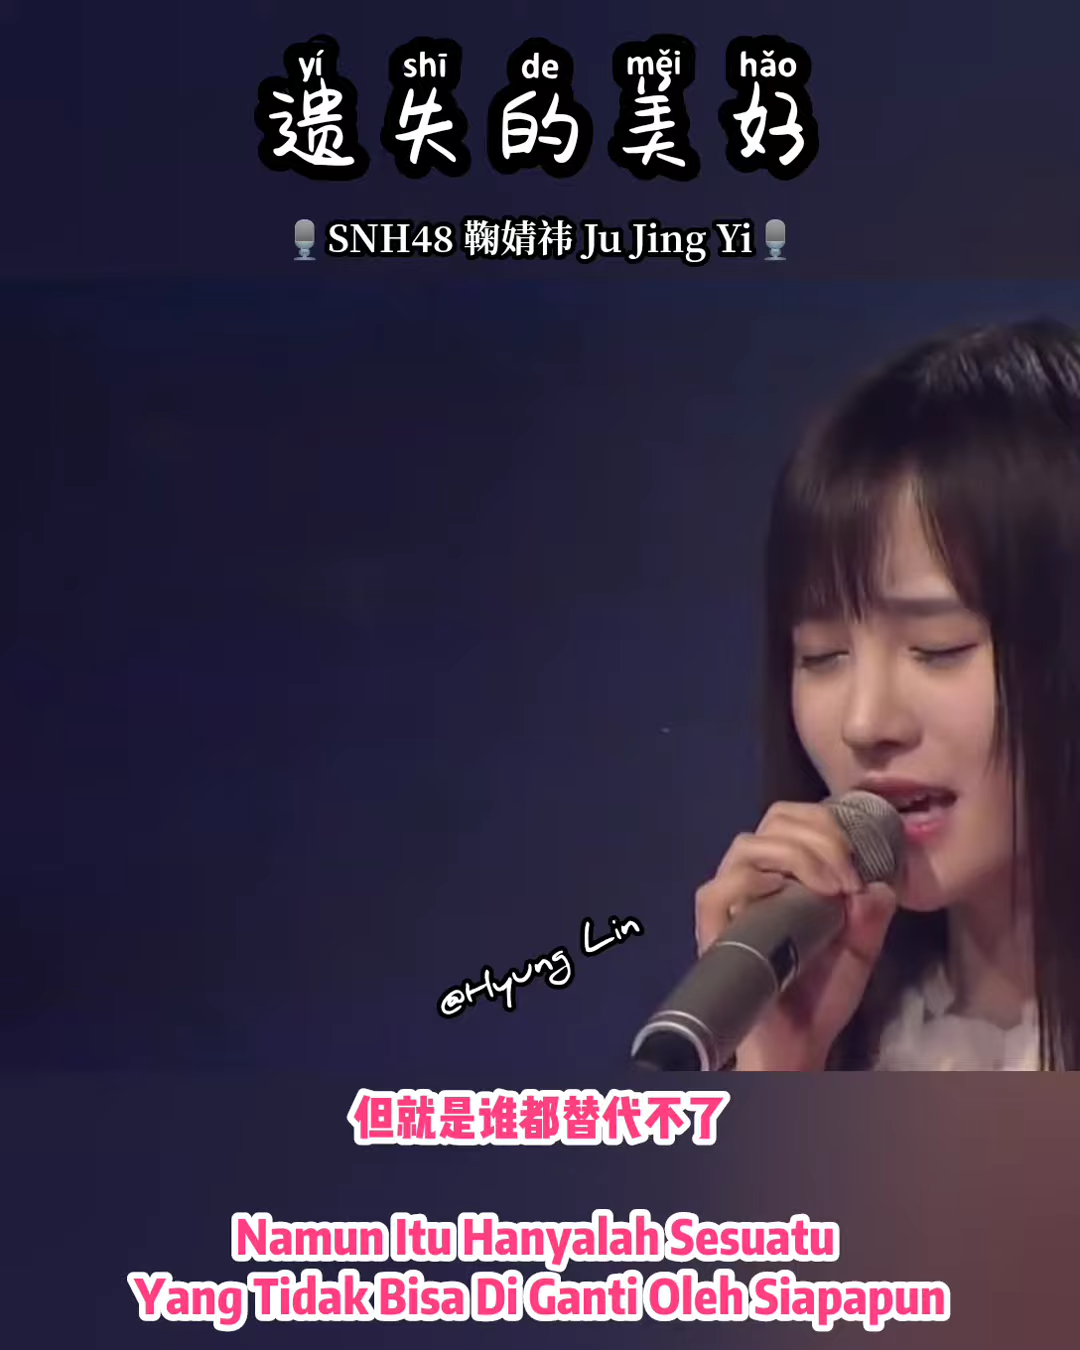 yí shī de měi hǎo
遗失的美好
SNH48 鞠婧祎 Ju Jing Yi
@Hyung Lin
但就是谁都替代不了
Namun Itu Hanyalah Sesuatu
Yang Tidak Bisa Di Ganti Oleh Siapapun